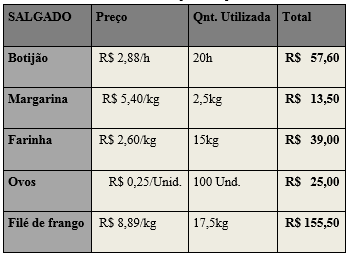 SALGADO Preço Qnt. Utilizada Total
Botijão R$ 2,88/h 20h R$ 57,60
Margarina R$ 5,40/kg 2,5kg R$ 13,50
Farinha R$ 2,60/kg 15kg R$ 39,00
Ovos R$ 0,25/Unid. 100 Und. R$ 25,00
Filé de frango R$ 8,89/kg 17,5kg R$ 155,50